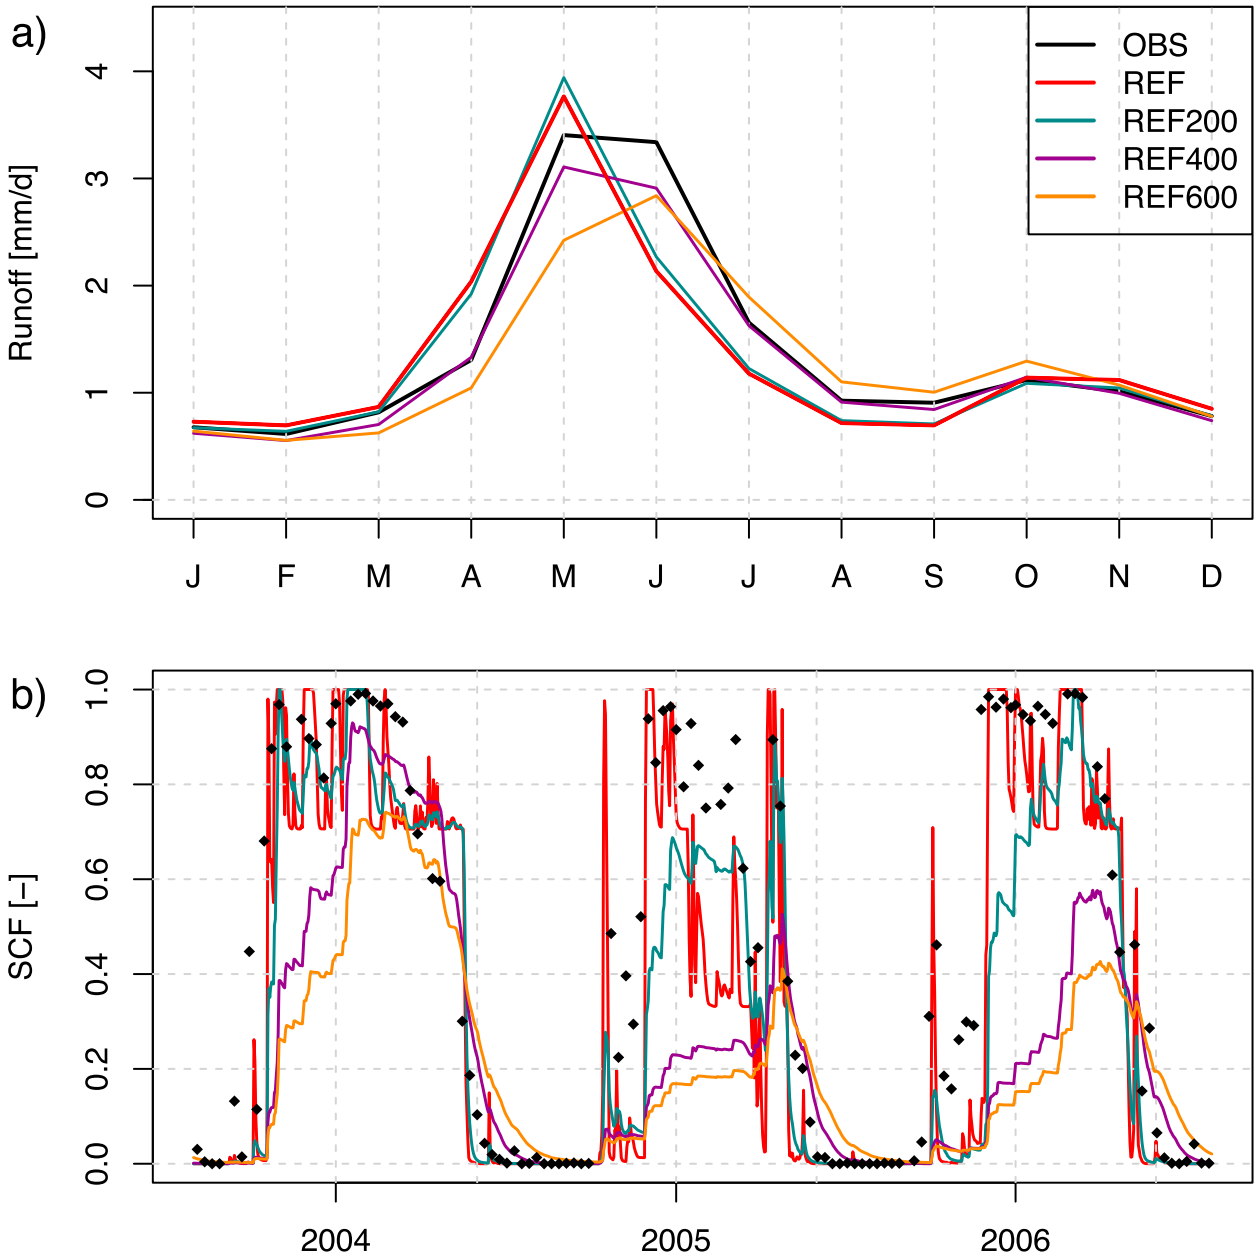 a)
Runoff [mm/d]
4
3
2
1
0
OBS
REF
REF200
REF400
REF600
J F M A M J J A S O N D
b)
SCF [−]
1.0
0.8
0.6
0.4
0.2
0.0
2004 2005 2006